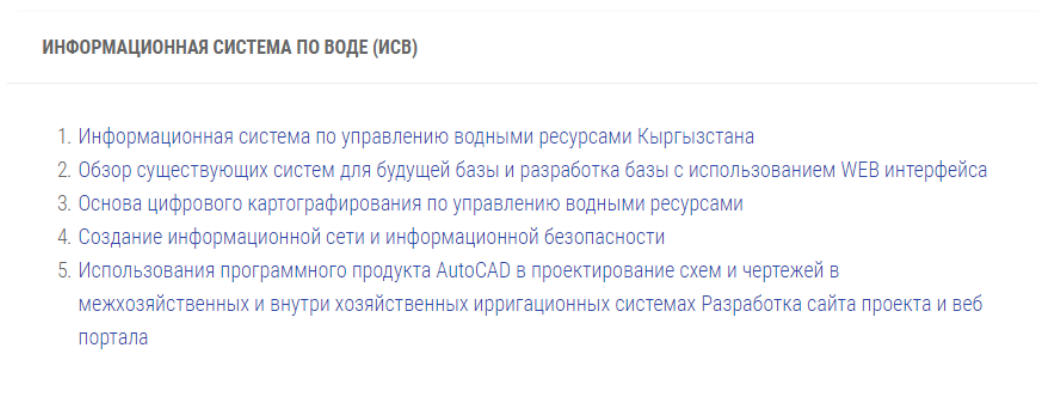 ИНФОРМАЦИОННАЯ СИСТЕМА ПО ВОДЕ (ИСВ)
1. Информационная система по управлению водными ресурсами Кыргызстана
2. Обзор существующих систем для будущей базы и разработка базы с использованием WEB интерфейса
3. Основа цифрового картографирования по управлению водными ресурсами
4. Создание информационной сети и информационной безопасности
5. Использования программного продукта AutoCAD в проектирование схем и чертежей в
межхозяйственных и внутри хозяйственных ирригационных системах Разработка сайта проекта и веб
портала